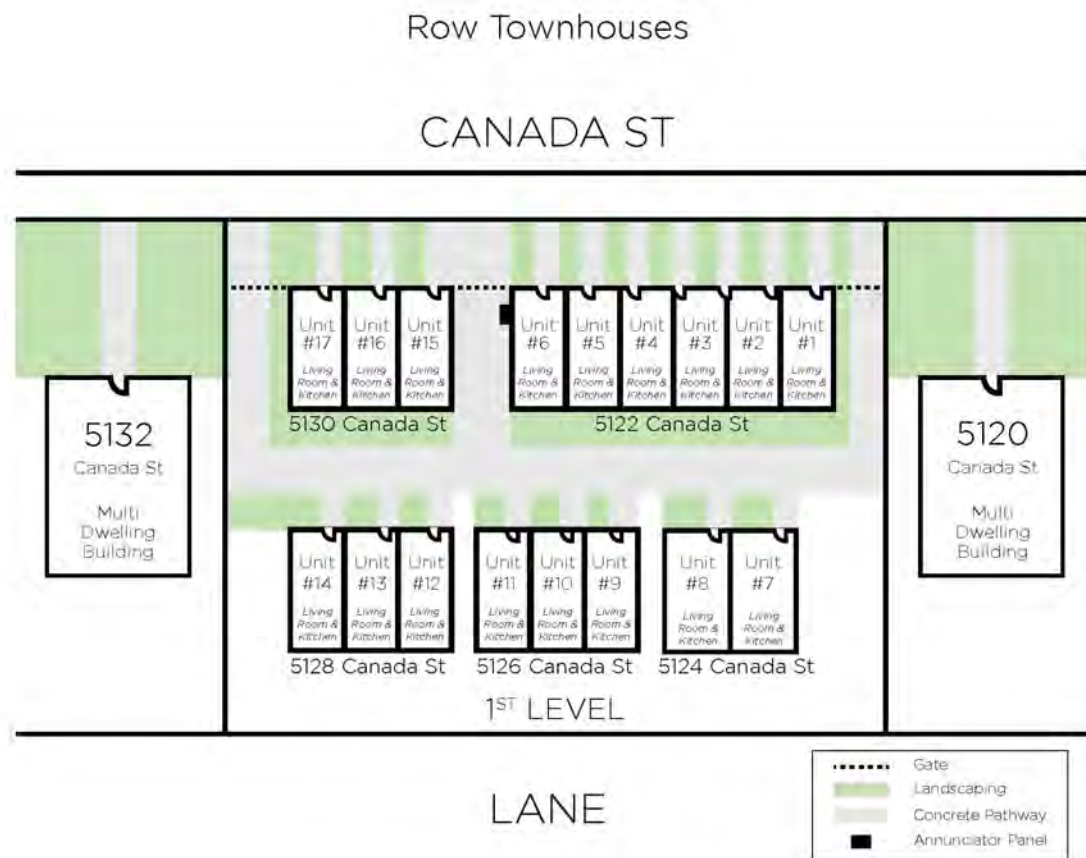 Row Townhouses
CANADA ST
Unit #17
Living Room & Kitchen
Unit #16
Living Room & Kitchen
Unit #15
Living Room & Kitchen
5130 Canada St
Unit #6
Living Room & Kitchen
Unit #5
Living Room & Kitchen
Unit #4
Living Room & Kitchen
Unit #3
Living Room & Kitchen
Unit #2
Living Room & Kitchen
Unit #1
Living Room & Kitchen
5122 Canada St
5132
Canada St
Multi
Dwelling
Building
5120
Canada St
Multi
Dwelling
Building
Unit #14
Living Room & Kitchen
Unit #13
Living Room & Kitchen
Unit #12
Living Room & Kitchen
5128 Canada St
Unit #11
Living Room & Kitchen
Unit #10
Living Room & Kitchen
Unit #9
Living Room & Kitchen
5126 Canada St
Unit #8
Living Room & Kitchen
Unit #7
Living Room & Kitchen
5124 Canada St
1ST LEVEL
LANE
Gate
Landscaping
Concrete Pathway
Annunciator Panel